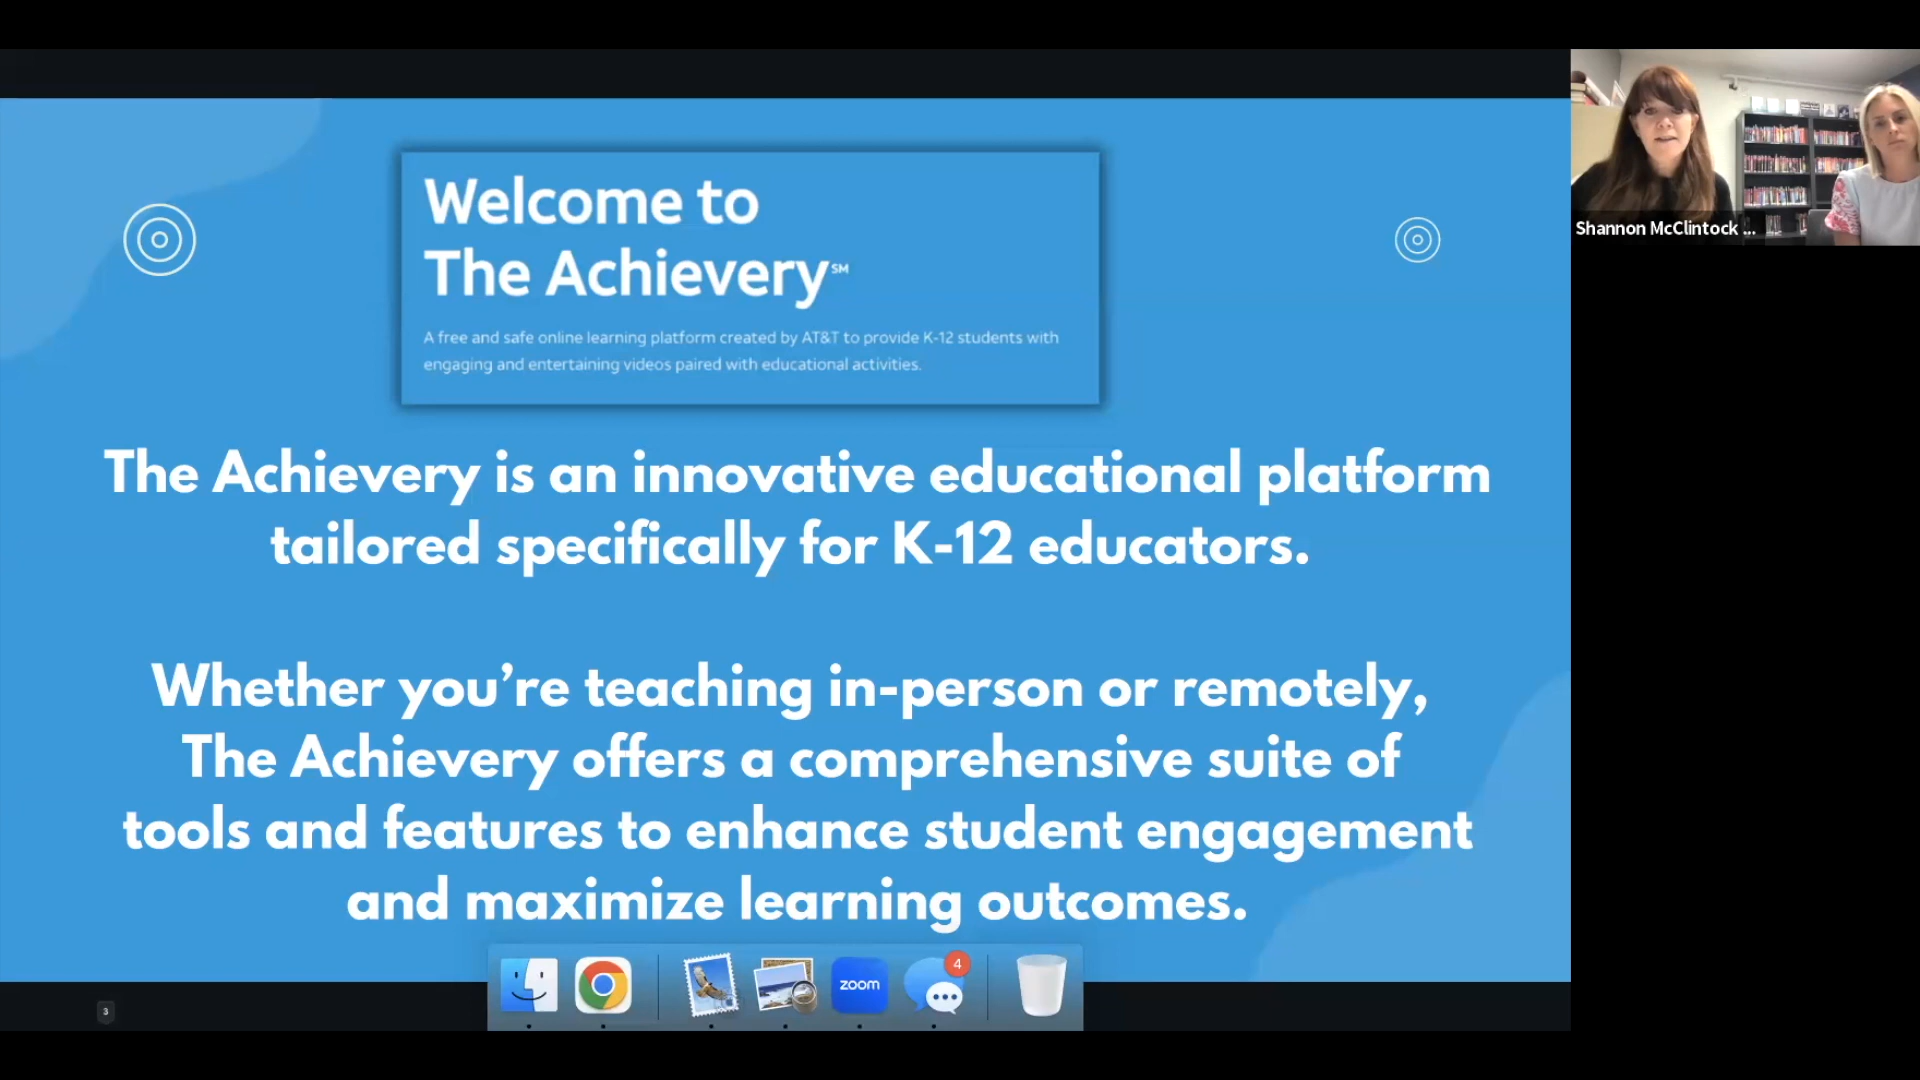 Welcome to
The Achievery℠
A free and safe online learning platform created by AT&T to provide K-12 students with
engaging and entertaining videos paired with educational activities.
The Achievery is an innovative educational platform
tailored specifically for K-12 educators.
Whether you’re teaching in-person or remotely,
The Achievery offers a comprehensive suite of
tools and features to enhance student engagement
and maximize learning outcomes.
Shannon McClintock ...
4
zoom
3